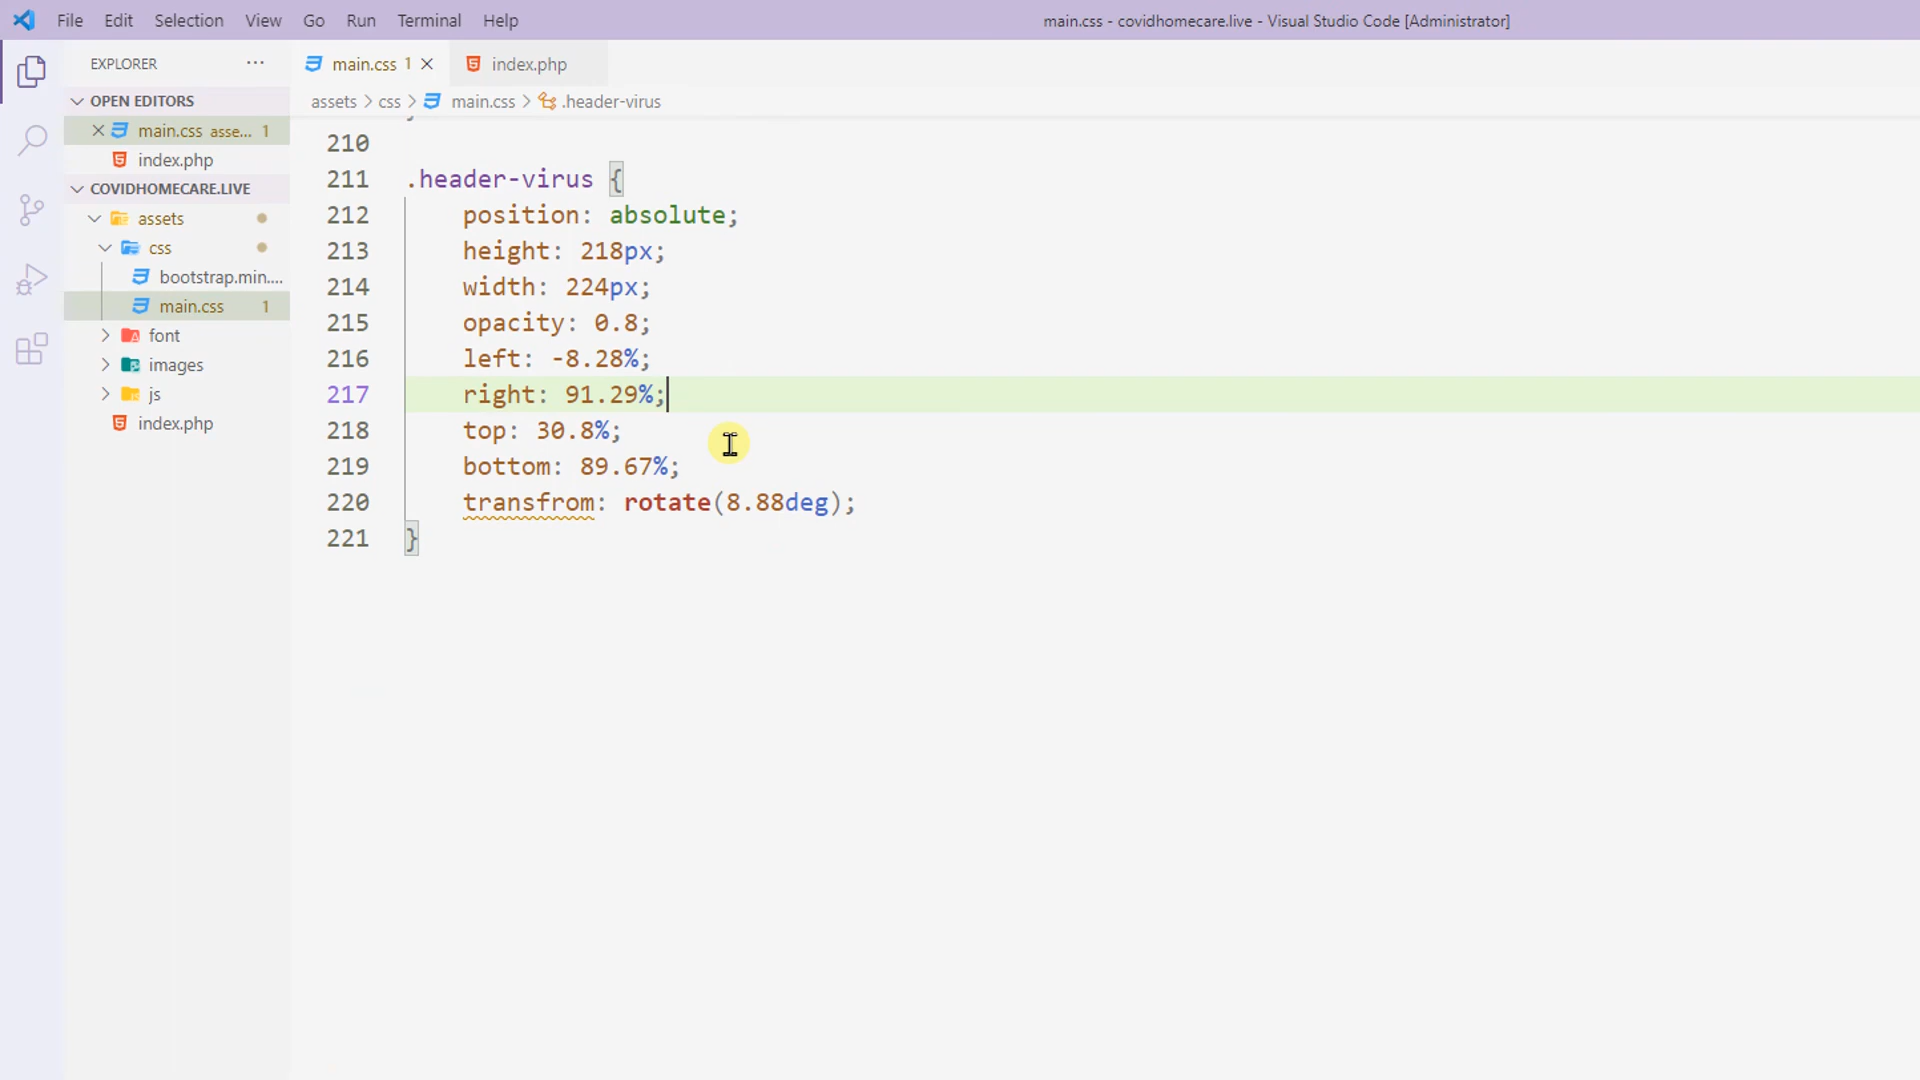 File Edit Selection View Go Run Terminal Help
main.css - covidhomecare.live - Visual Studio Code [Administrator]
EXPLORER ···
OPEN EDITORS
main.css asse... 1
index.php
COVIDHOMECARE.LIVE
assets
css
bootstrap.min....
main.css 1
font
images
js
index.php
main.css 1
index.php
assets > css > main.css > .header-virus
210
211 .header-virus {
212 position: absolute;
213 height: 218px;
214 width: 224px;
215 opacity: 0.8;
216 left: -8.28%;
217 right: 91.29%;
218 top: 30.8%;
219 bottom: 89.67%;
220 transfrom: rotate(8.88deg);
221 }